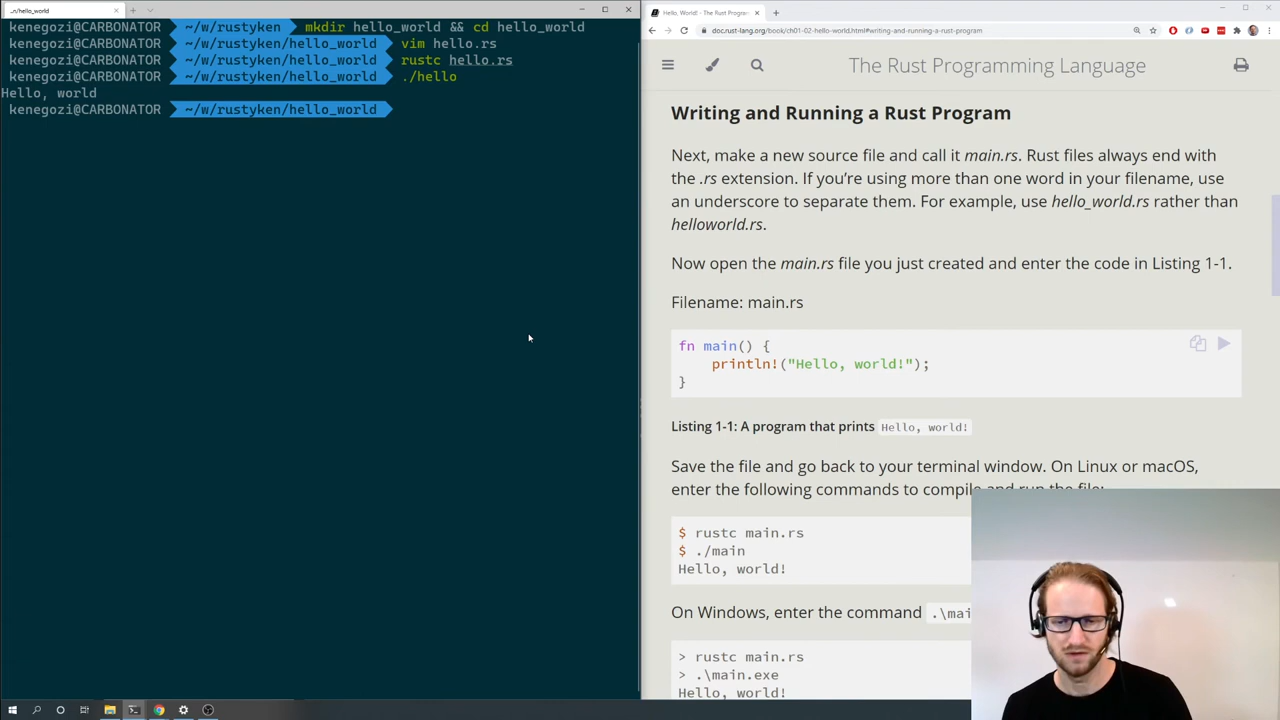 ../hello_world
kenegozi@CARBONATOR ~/w/rustyken mkdir hello_world && cd hello_world
kenegozi@CARBONATOR ~/w/rustyken/hello_world vim hello.rs
kenegozi@CARBONATOR ~/w/rustyken/hello_world rustc hello.rs
kenegozi@CARBONATOR ~/w/rustyken/hello_world ./hello
Hello, world
kenegozi@CARBONATOR ~/w/rustyken/hello_world
Hello, World! - The Rust Program
doc.rust-lang.org/book/ch01-02-hello-world.html#writing-and-running-a-rust-program
The Rust Programming Language
Writing and Running a Rust Program
Next, make a new source file and call it main.rs. Rust files always end with
the .rs extension. If you’re using more than one word in your filename, use
an underscore to separate them. For example, use hello_world.rs rather than
helloworld.rs.
Now open the main.rs file you just created and enter the code in Listing 1-1.
Filename: main.rs
fn main() {
println!("Hello, world!");
}
Listing 1-1: A program that prints Hello, world!
Save the file and go back to your terminal window. On Linux or macOS,
enter the following commands to compile and run the file:
$ rustc main.rs
$ ./main
Hello, world!
On Windows, enter the command .\mai
> rustc main.rs
> .\main.exe
Hello, world!